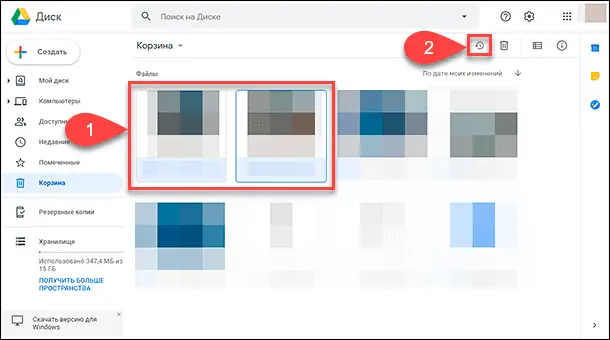 Диск
Поиск на Диске
Создать
Корзина
2
Мой диск
Компьютеры
Доступны
Недавние
Помеченные
Корзина
Резервные копии
Хранилище
Использовано 347,4 МБ из
15 ГБ
ПОЛУЧИТЬ БОЛЬШЕ
ПРОСТРАНСТВА
Скачать версию для
Windows
Файлы
По дате моих изменений
1